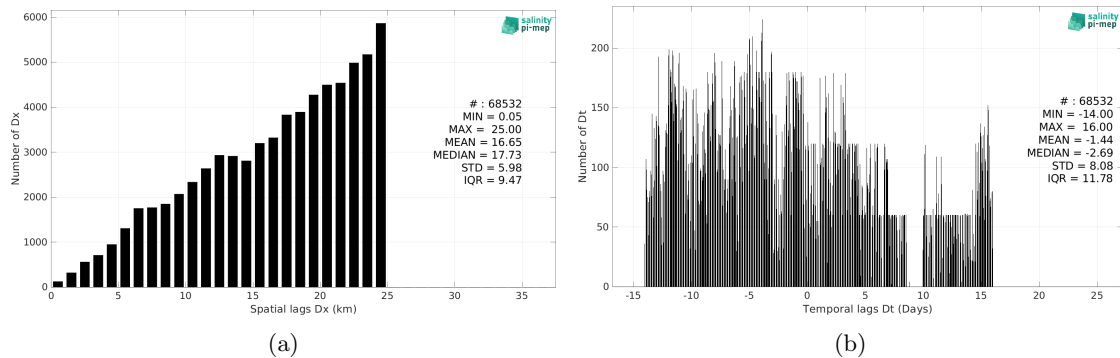 6000
5000
4000
3000
2000
1000
0
Number of Dx
0 5 10 15 20 25 30 35
Spatial lags Dx (km)
salinity
pi-mep
# : 68532
MIN = 0.05
MAX = 25.00
MEAN = 16.65
MEDIAN = 17.73
STD = 5.98
IQR = 9.47
(a)
200
150
100
50
0
Number of Dt
-15 -10 -5 0 5 10 15 20 25
Temporal lags Dt (Days)
salinity
pi-mep
# : 68532
MIN = -14.00
MAX = 16.00
MEAN = -1.44
MEDIAN = -2.69
STD = 8.08
IQR = 11.78
(b)